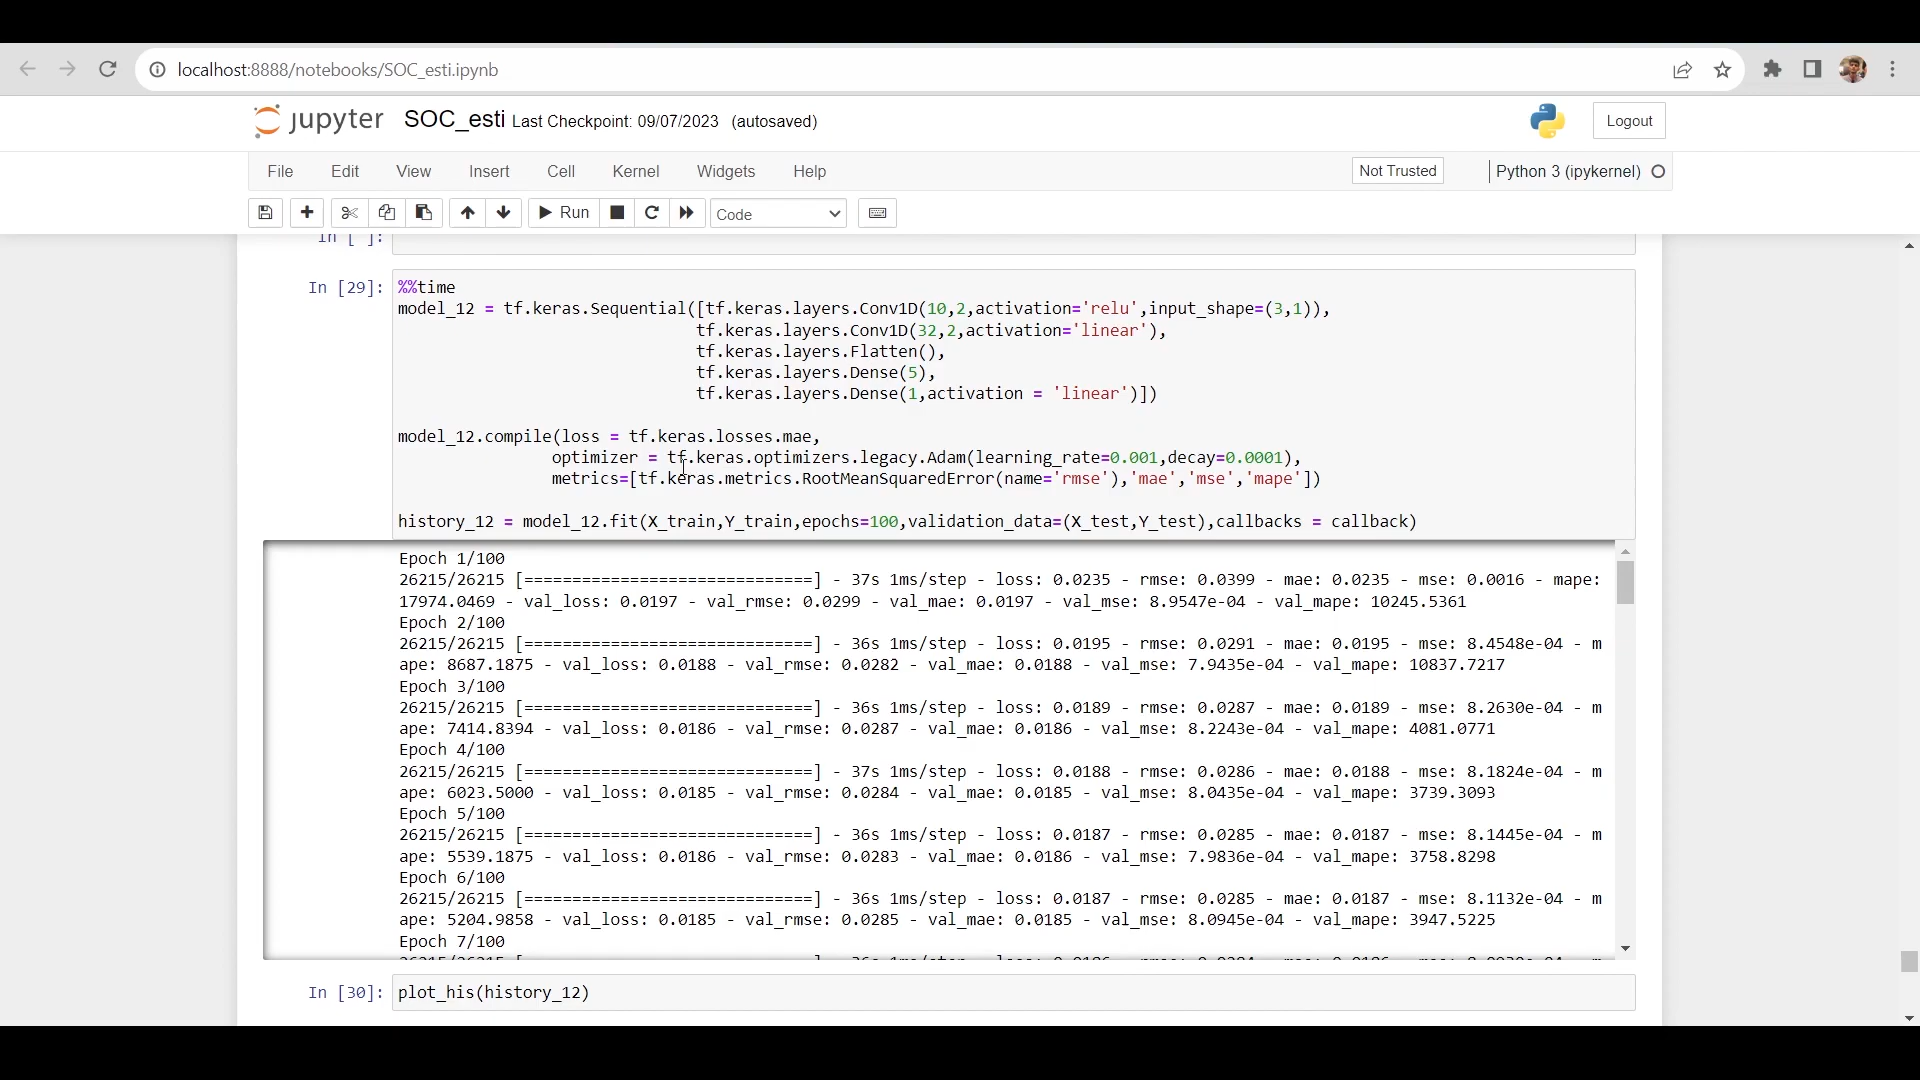 localhost:8888/notebooks/SOC_esti.ipynb
jupyter SOC_esti Last Checkpoint: 09/07/2023 (autosaved)
Logout
File Edit View Insert Cell Kernel Widgets Help
Not Trusted
Python 3 (ipykernel)
Run
Code
In [ ]:
In [29]:
%%time
model_12 = tf.keras.Sequential([tf.keras.layers.Conv1D(10,2,activation='relu',input_shape=(3,1)),
tf.keras.layers.Conv1D(32,2,activation='linear'),
tf.keras.layers.Flatten(),
tf.keras.layers.Dense(5),
tf.keras.layers.Dense(1,activation = 'linear')])
model_12.compile(loss = tf.keras.losses.mae,
optimizer = tf.keras.optimizers.legacy.Adam(learning_rate=0.001,decay=0.0001),
metrics=[tf.keras.metrics.RootMeanSquaredError(name='rmse'),'mae','mse','mape'])
history_12 = model_12.fit(X_train,Y_train,epochs=100,validation_data=(X_test,Y_test),callbacks = callback)
Epoch 1/100
26215/26215 [==============================] - 37s 1ms/step - loss: 0.0235 - rmse: 0.0399 - mae: 0.0235 - mse: 0.0016 - mape:
17974.0469 - val_loss: 0.0197 - val_rmse: 0.0299 - val_mae: 0.0197 - val_mse: 8.9547e-04 - val_mape: 10245.5361
Epoch 2/100
26215/26215 [==============================] - 36s 1ms/step - loss: 0.0195 - rmse: 0.0291 - mae: 0.0195 - mse: 8.4548e-04 - m
ape: 8687.1875 - val_loss: 0.0188 - val_rmse: 0.0282 - val_mae: 0.0188 - val_mse: 7.9435e-04 - val_mape: 10837.7217
Epoch 3/100
26215/26215 [==============================] - 36s 1ms/step - loss: 0.0189 - rmse: 0.0287 - mae: 0.0189 - mse: 8.2630e-04 - m
ape: 7414.8394 - val_loss: 0.0186 - val_rmse: 0.0287 - val_mae: 0.0186 - val_mse: 8.2243e-04 - val_mape: 4081.0771
Epoch 4/100
26215/26215 [==============================] - 37s 1ms/step - loss: 0.0188 - rmse: 0.0286 - mae: 0.0188 - mse: 8.1824e-04 - m
ape: 6023.5000 - val_loss: 0.0185 - val_rmse: 0.0284 - val_mae: 0.0185 - val_mse: 8.0435e-04 - val_mape: 3739.3093
Epoch 5/100
26215/26215 [==============================] - 36s 1ms/step - loss: 0.0187 - rmse: 0.0285 - mae: 0.0187 - mse: 8.1445e-04 - m
ape: 5539.1875 - val_loss: 0.0186 - val_rmse: 0.0283 - val_mae: 0.0186 - val_mse: 7.9836e-04 - val_mape: 3758.8298
Epoch 6/100
26215/26215 [==============================] - 36s 1ms/step - loss: 0.0187 - rmse: 0.0285 - mae: 0.0187 - mse: 8.1132e-04 - m
ape: 5204.9858 - val_loss: 0.0185 - val_rmse: 0.0285 - val_mae: 0.0185 - val_mse: 8.0945e-04 - val_mape: 3947.5225
Epoch 7/100
In [30]: plot_his(history_12)